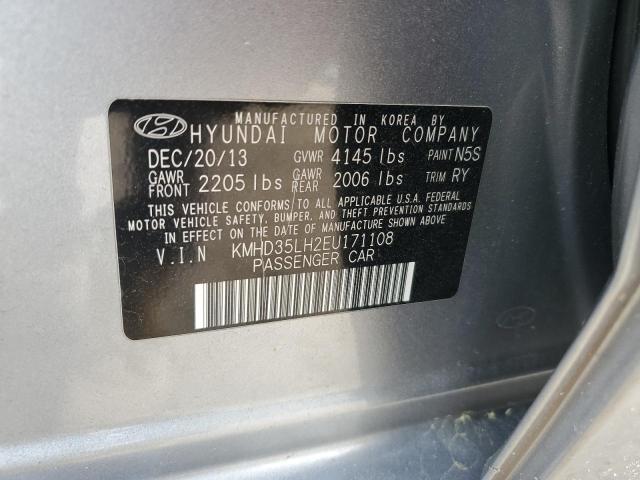 MANUFACTURED IN KOREA BY
HYUNDAI MOTOR COMPANY
DEC/20/13 GVWR 4145 lbs PAINT N5S
GAWR FRONT 2205 lbs GAWR REAR 2006 lbs TRIM RY
THIS VEHICLE CONFORMS TO ALL APPLICABLE U.S.A. FEDERAL
MOTOR VEHICLE SAFETY, BUMPER, AND THEFT PREVENTION STANDARDS
IN EFFECT ON THE DATE OF MANUFACTURE SHOWN ABOVE.
V.I.N KMHD35LH2EU171108
PASSENGER CAR